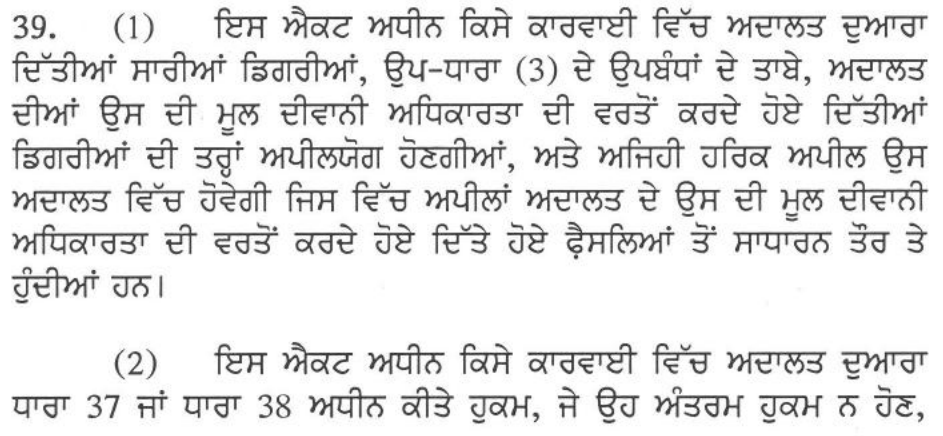 39. (1) ਇਸ ਐਕਟ ਅਧੀਨ ਕਿਸੇ ਕਾਰਵਾਈ ਵਿੱਚ ਅਦਾਲਤ ਦੁਆਰਾ
ਦਿੱਤੀਆਂ ਸਾਰੀਆਂ ਡਿਗਰੀਆਂ, ਉਪ-ਧਾਰਾ (3) ਦੇ ਉਪਬੰਧਾਂ ਦੇ ਤਾਬੇ, ਅਦਾਲਤ
ਦੀਆਂ ਉਸ ਦੀ ਮੂਲ ਦੀਵਾਨੀ ਅਧਿਕਾਰਤਾ ਦੀ ਵਰਤੋਂ ਕਰਦੇ ਹੋਏ ਦਿੱਤੀਆਂ
ਡਿਗਰੀਆਂ ਦੀ ਤਰ੍ਹਾਂ ਅਪੀਲਯੋਗ ਹੋਣਗੀਆਂ, ਅਤੇ ਅਜਿਹੀ ਹਰਿਕ ਅਪੀਲ ਉਸ
ਅਦਾਲਤ ਵਿੱਚ ਹੋਵੇਗੀ ਜਿਸ ਵਿੱਚ ਅਪੀਲਾਂ ਅਦਾਲਤ ਦੇ ਉਸ ਦੀ ਮੂਲ ਦੀਵਾਨੀ
ਅਧਿਕਾਰਤਾ ਦੀ ਵਰਤੋਂ ਕਰਦੇ ਹੋਏ ਦਿੱਤੇ ਹੋਏ ਫ਼ੈਸਲਿਆਂ ਤੋਂ ਸਾਧਾਰਨ ਤੌਰ ਤੇ
ਹੁੰਦੀਆਂ ਹਨ।
(2) ਇਸ ਐਕਟ ਅਧੀਨ ਕਿਸੇ ਕਾਰਵਾਈ ਵਿੱਚ ਅਦਾਲਤ ਦੁਆਰਾ
ਧਾਰਾ 37 ਜਾਂ ਧਾਰਾ 38 ਅਧੀਨ ਕੀਤੇ ਹੁਕਮ, ਜੇ ਉਹ ਅੰਤਰਮ ਹੁਕਮ ਨ ਹੋਣ,